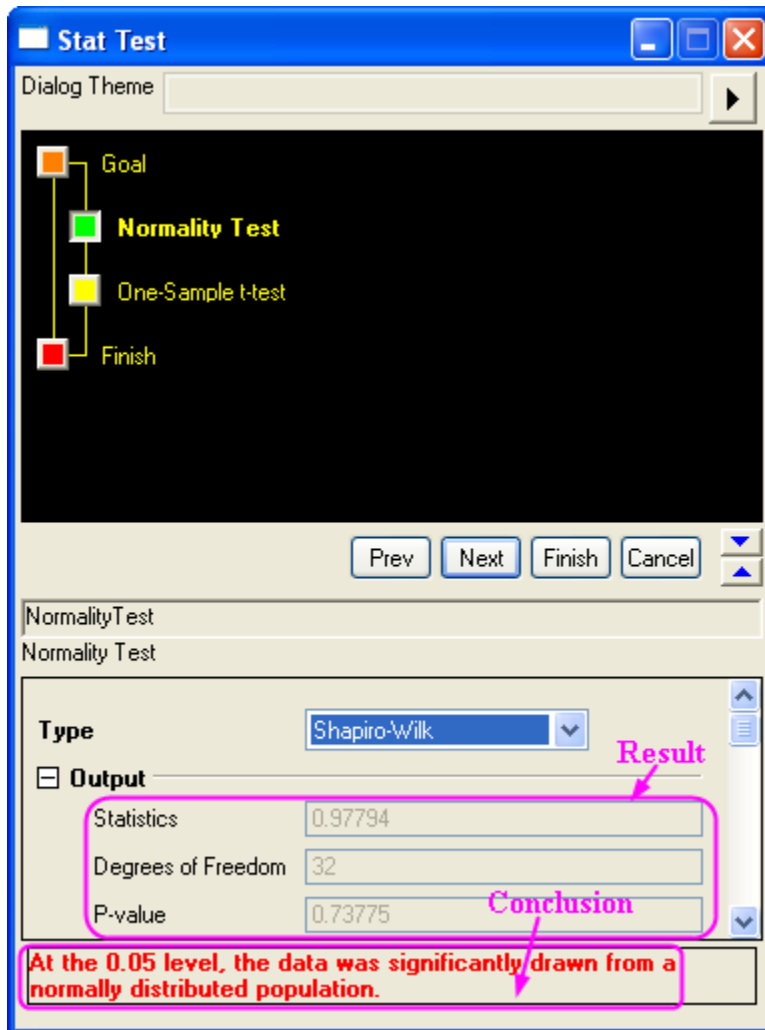 Stat Test
Dialog Theme
Goal
Normality Test
One-Sample t-test
Finish
Prev Next Finish Cancel
NormalityTest
Normality Test
Type Shapiro-Wilk
Result
Output
Statistics 0.97794
Degrees of Freedom 32
P-value 0.73775
Conclusion
At the 0.05 level, the data was significantly drawn from a
normally distributed population.